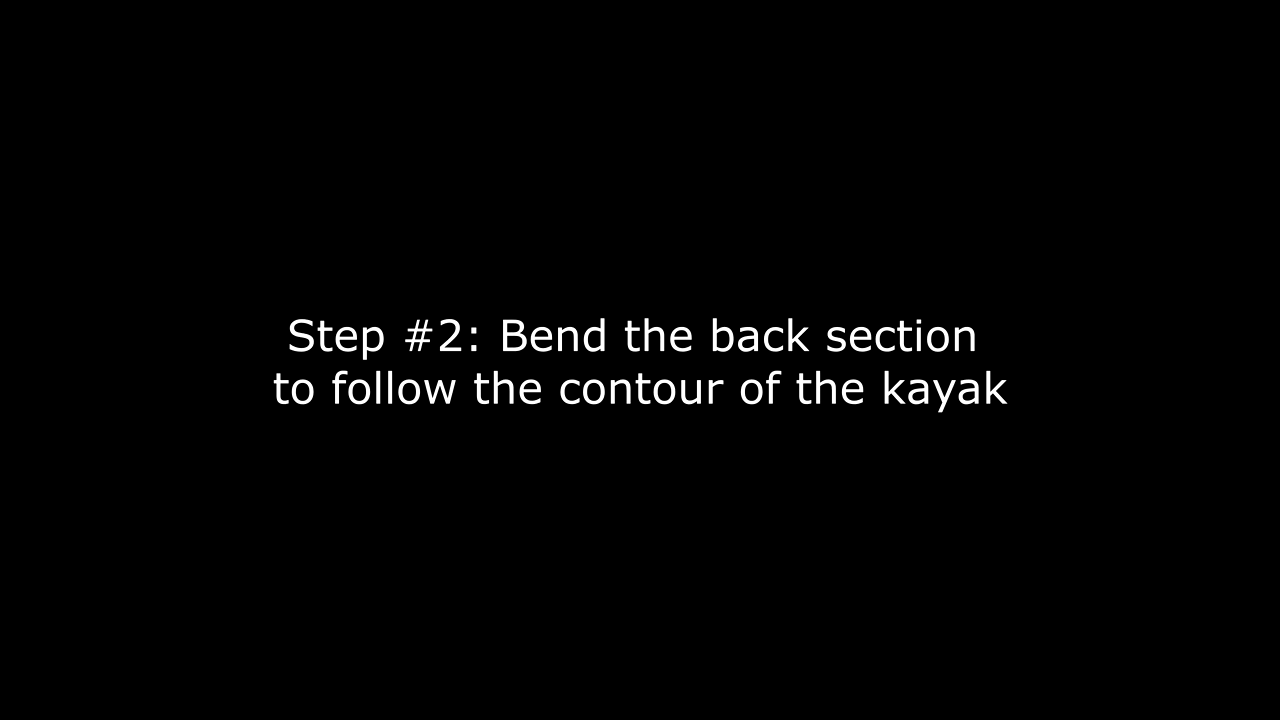 Step #2: Bend the back section
to follow the contour of the kayak